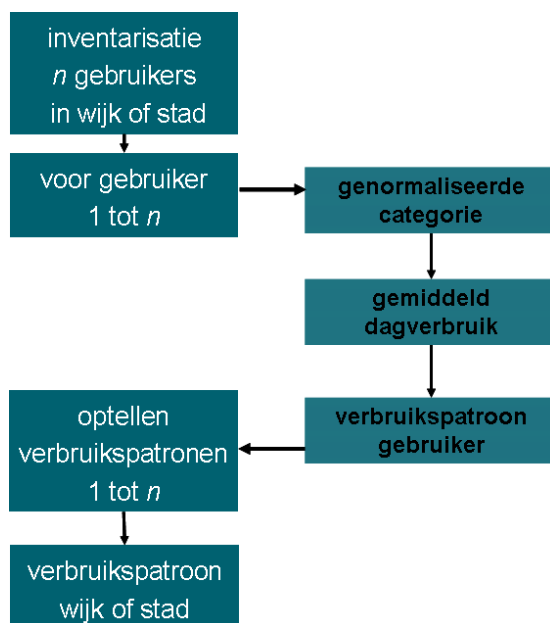 inventarisatie
n gebruikers
in wijk of stad
voor gebruiker
1 tot n
genormaliseerde
categorie
gemiddeld
dagverbruik
verbruikspatroon
gebruiker
optellen
verbruikspatronen
1 tot n
verbruikspatroon
wijk of stad